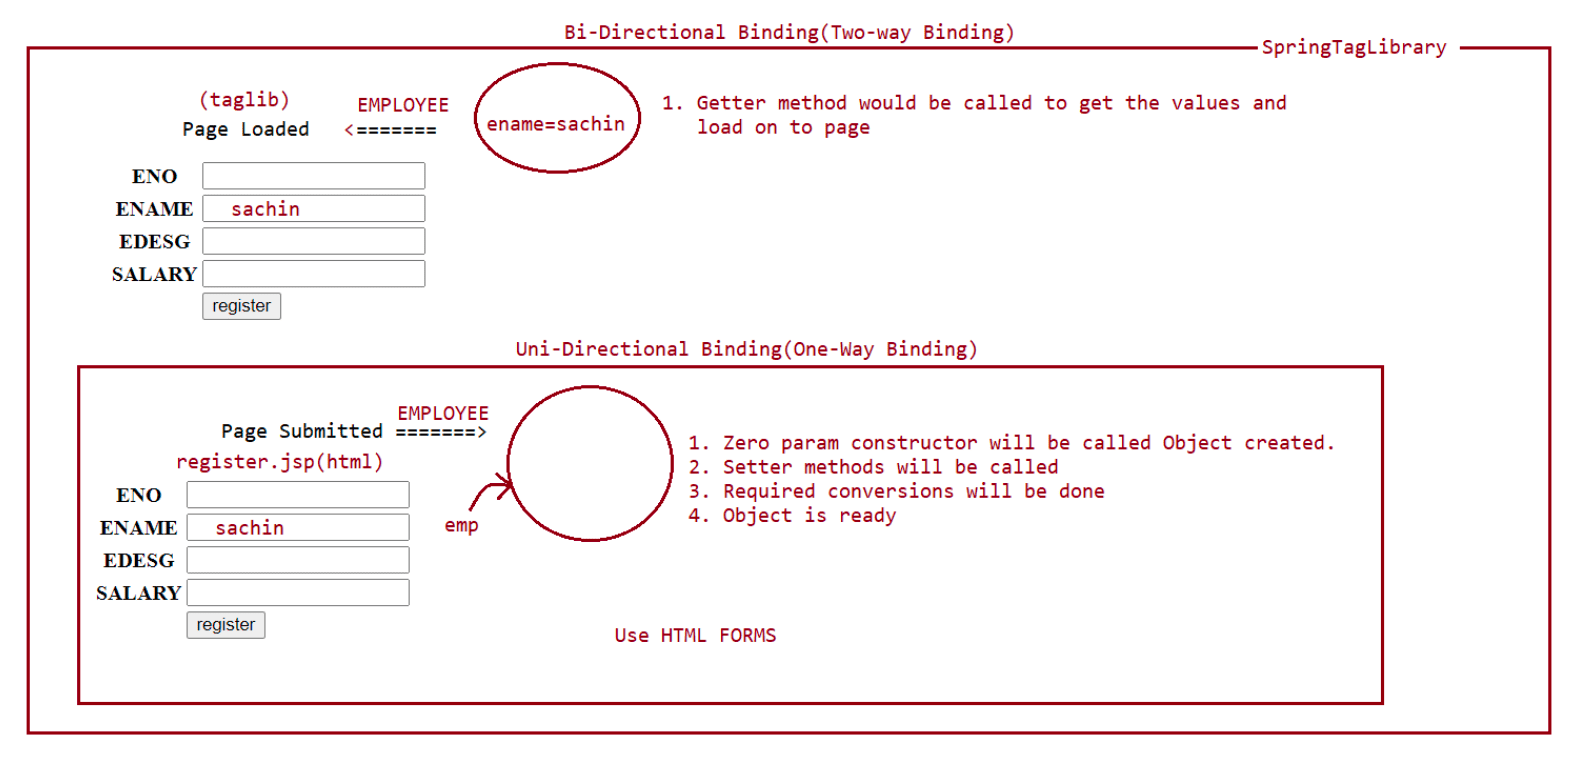 Bi-Directional Binding(Two-way Binding)
SpringTagLibrary
(taglib)
EMPLOYEE
Page Loaded <=======
ename=sachin
1. Getter method would be called to get the values and
load on to page
ENO
ENAME sachin
EDESG
SALARY
register
Uni-Directional Binding(One-Way Binding)
EMPLOYEE
Page Submitted =======>
register.jsp(html)
1. Zero param constructor will be called Object created.
2. Setter methods will be called
3. Required conversions will be done
4. Object is ready
ENO
ENAME sachin
emp
EDESG
SALARY
register
Use HTML FORMS